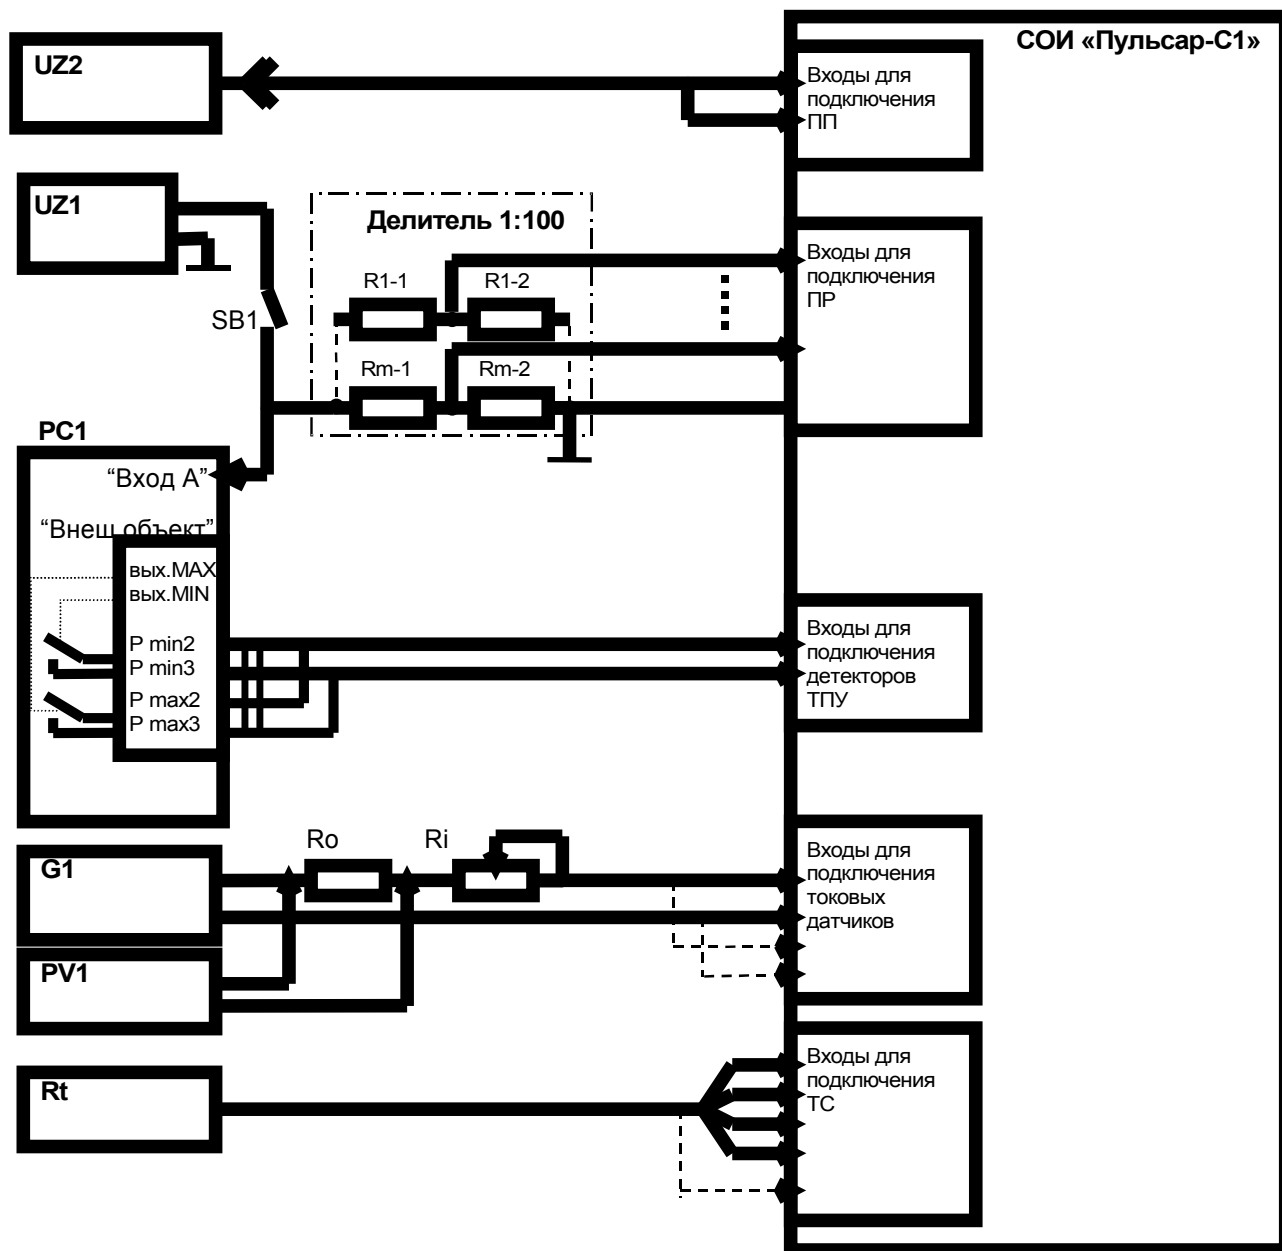 СОИ «Пульсар-С1»
UZ2
Входы для
подключения
ПП
UZ1
Делитель 1:100
Входы для
подключения
ПР
R1-1
R1-2
SB1
Rm-1
Rm-2
PC1
“Вход А”
“Внеш.объект”
вых.MAX
вых.MIN
P min2
P min3
P max2
P max3
Входы для
подключения
детекторов
ТПУ
Ro
Ri
G1
Входы для
подключения
токовых
датчиков
PV1
Rt
Входы для
подключения
ТС